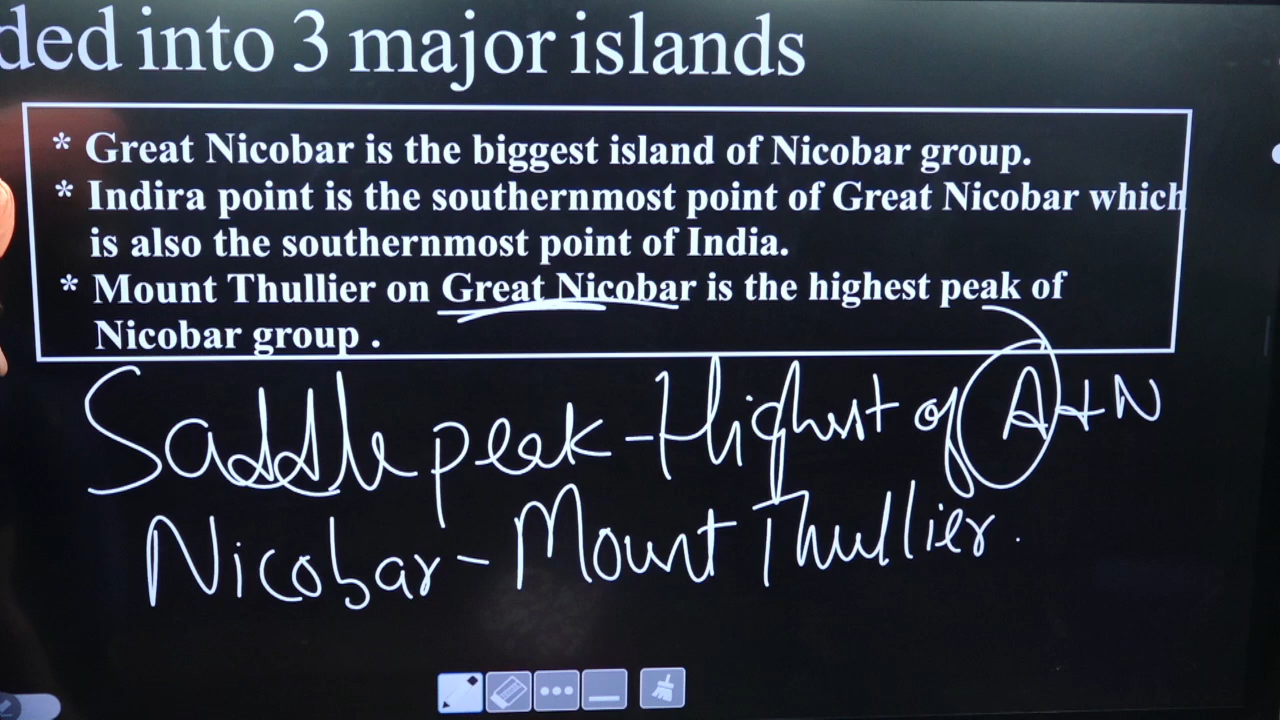 ded into 3 major islands
* Great Nicobar is the biggest island of Nicobar group.
* Indira point is the southernmost point of Great Nicobar which
is also the southernmost point of India.
* Mount Thullier on Great Nicobar is the highest peak of
Nicobar group .
Saddle peak - Highest of A + N
Nicobar - Mount Thullier.